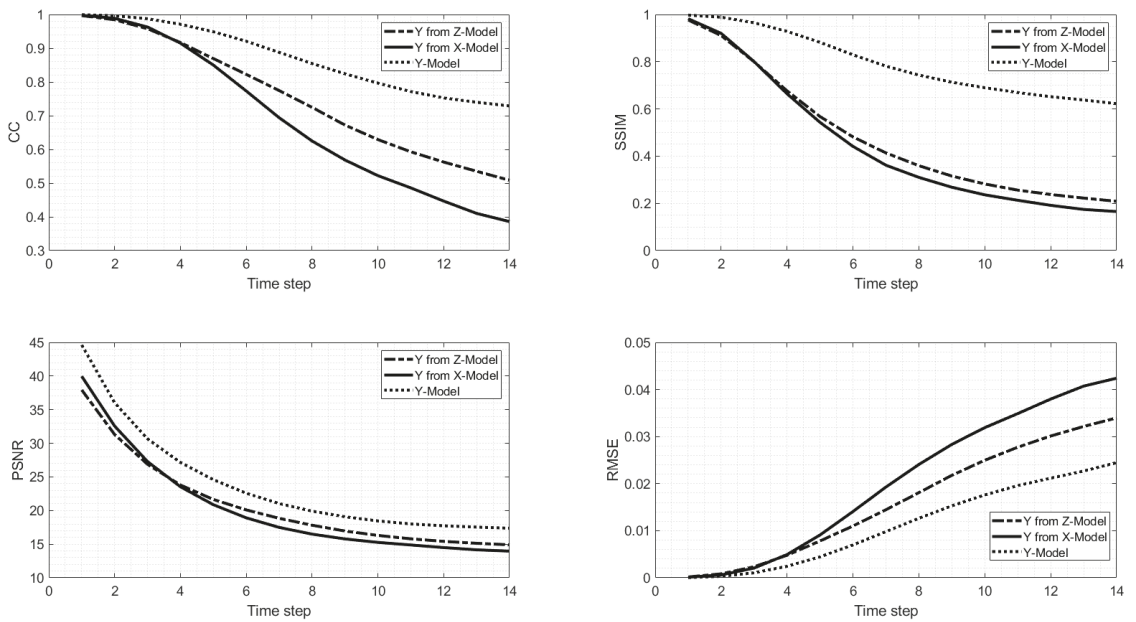 1
0.9
0.8
0.7
0.6
0.5
0.4
0.3
CC
0 2 4 6 8 10 12 14
Time step
Y from Z-Model
Y from X-Model
Y-Model
1
0.8
0.6
0.4
0.2
0
SSIM
0 2 4 6 8 10 12 14
Time step
Y from Z-Model
Y from X-Model
Y-Model
45
40
35
30
25
20
15
10
PSNR
0 2 4 6 8 10 12 14
Time step
Y from Z-Model
Y from X-Model
Y-Model
0.05
0.04
0.03
0.02
0.01
0
RMSE
0 2 4 6 8 10 12 14
Time step
Y from Z-Model
Y from X-Model
Y-Model